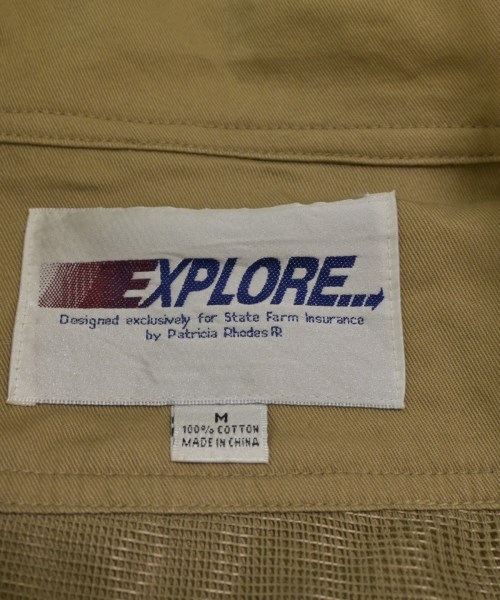 EXPLORE...
Designed exclusively for State Farm Insurance
by Patricia Rhodes
M
100% COTTON
MADE IN CHINA